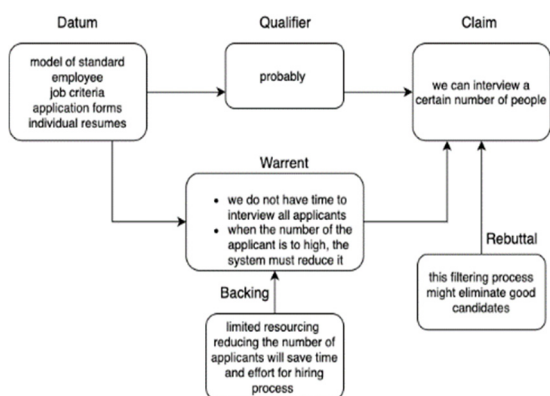 Datum
Qualifier
Claim
model of standard
employee
job criteria
application forms
individual resumes
probably
we can interview a
certain number of people
Warrent
• we do not have time to
interview all applicants
• when the number of the
applicant is to high, the
system must reduce it
Rebuttal
this filtering process
might eliminate good
candidates
Backing
limited resourcing
reducing the number of
applicants will save time
and effort for hiring
process